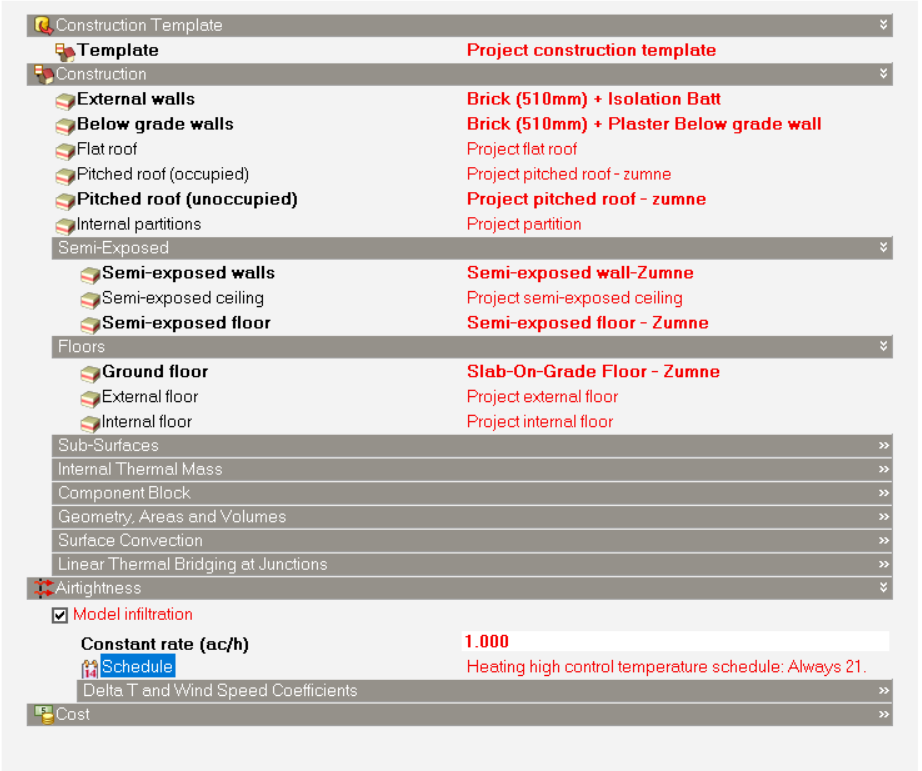 Construction Template
Template Project construction template
Construction
External walls Brick (510mm) + Isolation Batt
Below grade walls Brick (510mm) + Plaster Below grade wall
Flat roof Project flat roof
Pitched roof (occupied) Project pitched roof - zumne
Pitched roof (unoccupied) Project pitched roof - zumne
Internal partitions Project partition
Semi-Exposed
Semi-exposed walls Semi-exposed wall-Zumne
Semi-exposed ceiling Project semi-exposed ceiling
Semi-exposed floor Semi-exposed floor - Zumne
Floors
Ground floor Slab-On-Grade Floor - Zumne
External floor Project external floor
Internal floor Project internal floor
Sub-Surfaces
Internal Thermal Mass
Component Block
Geometry, Areas and Volumes
Surface Convection
Linear Thermal Bridging at Junctions
Airtightness
Model infiltration
Constant rate (ac/h) 1.000
14 Schedule Heating high control temperature schedule: Always 21.
Delta T and Wind Speed Coefficients
Cost